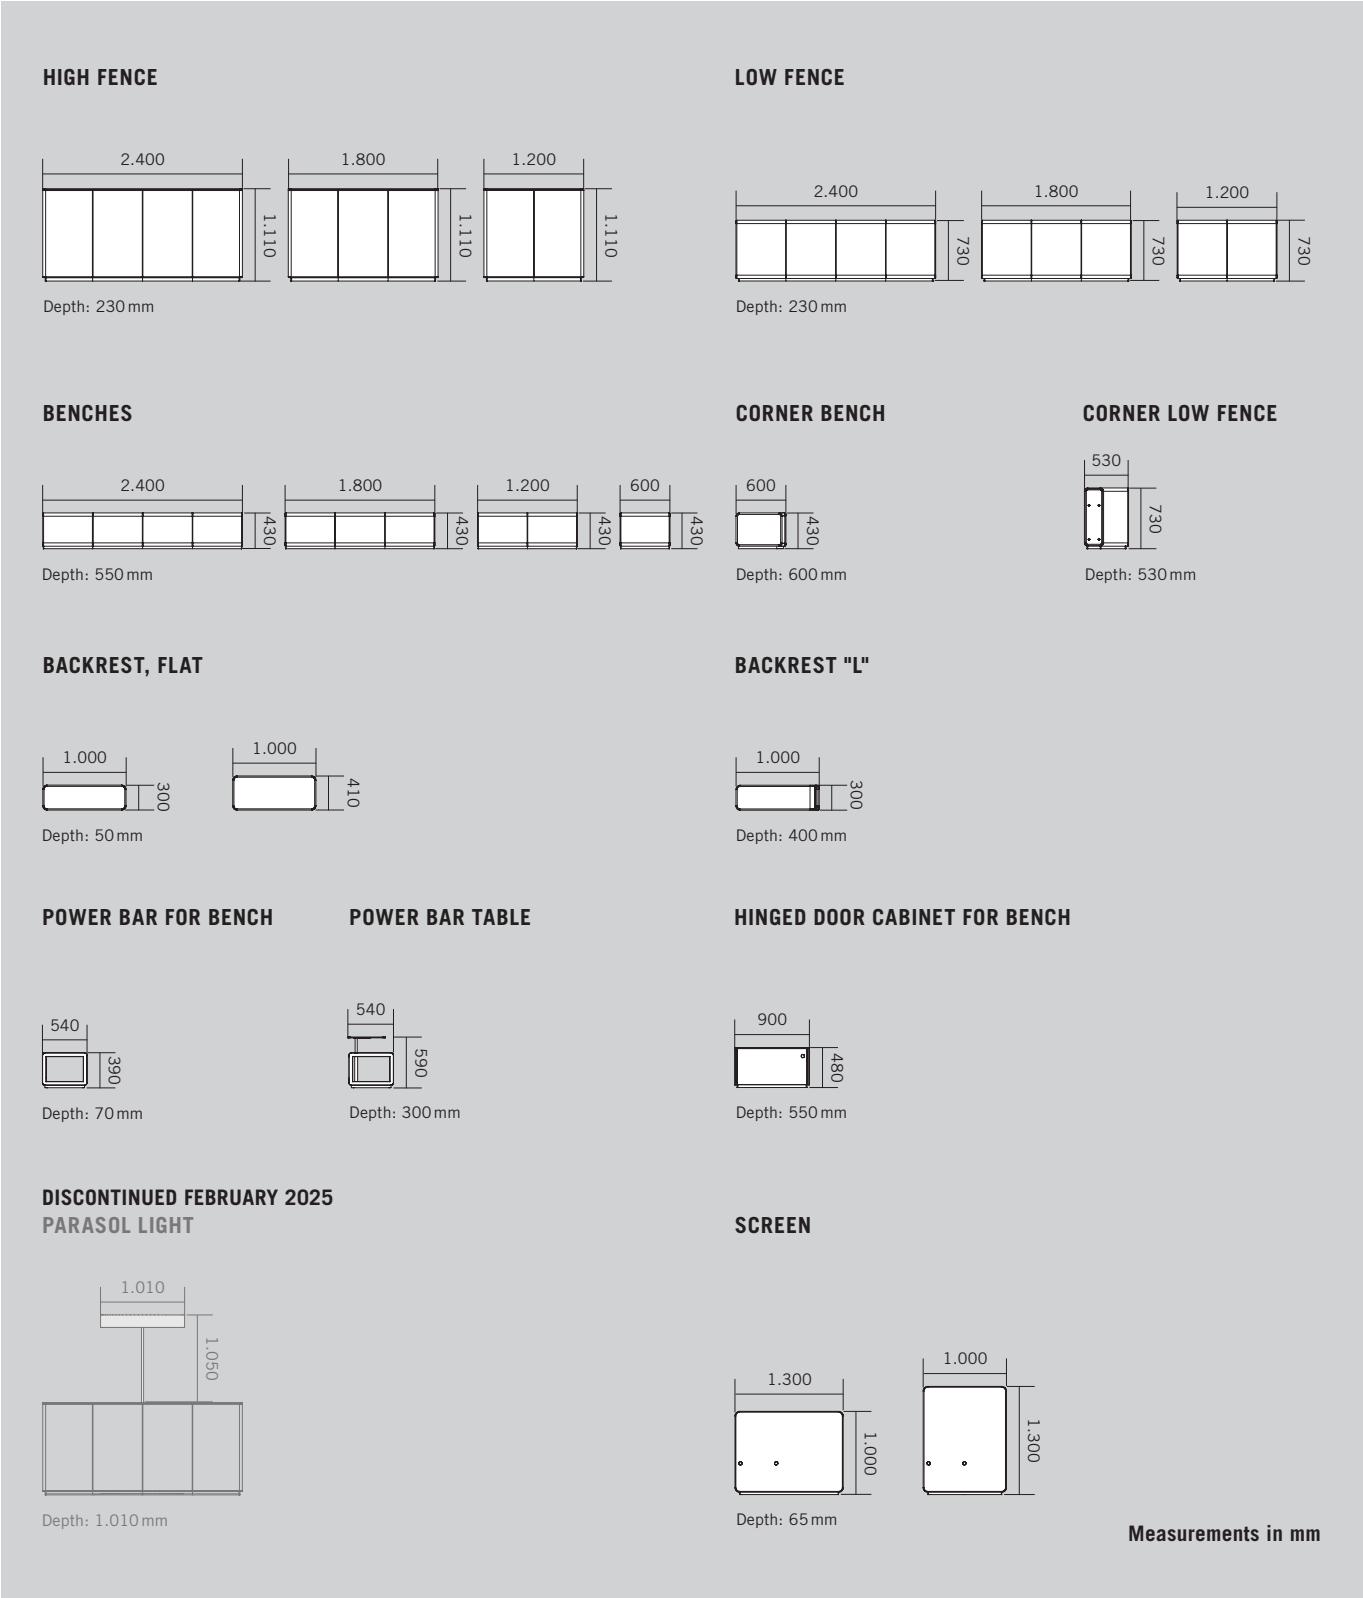 HIGH FENCE
2.400
1.110
1.800
1.110
1.200
1.110
Depth: 230 mm
LOW FENCE
2.400
730
1.800
730
1.200
730
Depth: 230 mm
BENCHES
2.400
430
1.800
430
1.200
430
600
430
Depth: 550 mm
CORNER BENCH
600
430
Depth: 600 mm
CORNER LOW FENCE
530
730
Depth: 530 mm
BACKREST, FLAT
1.000
300
1.000
410
Depth: 50 mm
BACKREST "L"
1.000
300
Depth: 400 mm
POWER BAR FOR BENCH
540
390
Depth: 70 mm
POWER BAR TABLE
540
590
Depth: 300 mm
HINGED DOOR CABINET FOR BENCH
900
480
Depth: 550 mm
DISCONTINUED FEBRUARY 2025
PARASOL LIGHT
1.010
1.050
Depth: 1.010 mm
SCREEN
1.300
1.000
1.000
1.300
Depth: 65 mm
Measurements in mm